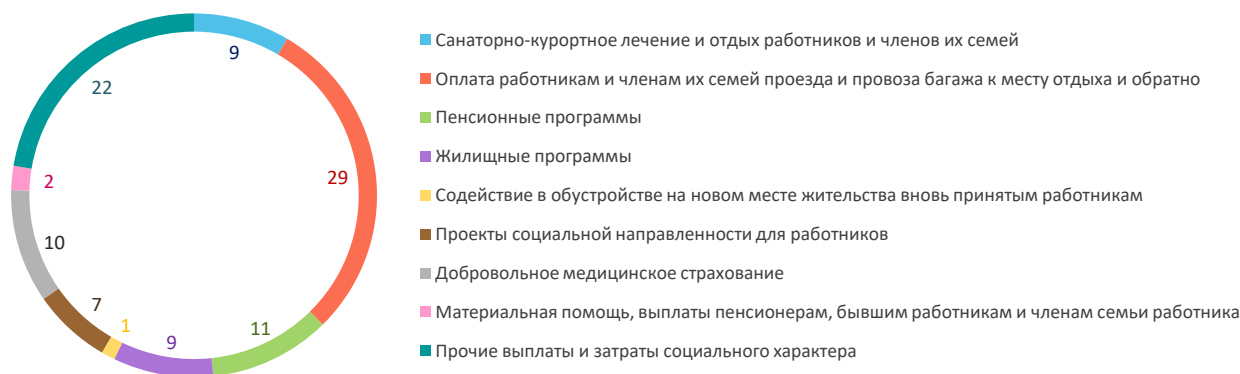 9
29
11
9
1
7
10
2
22
Санаторно-курортное лечение и отдых работников и членов их семей
Оплата работникам и членам их семей проезда и провоза багажа к месту отдыха и обратно
Пенсионные программы
Жилищные программы
Содействие в обустройстве на новом месте жительства вновь принятым работникам
Проекты социальной направленности для работников
Добровольное медицинское страхование
Материальная помощь, выплаты пенсионерам, бывшим работникам и членам семьи работника
Прочие выплаты и затраты социального характера